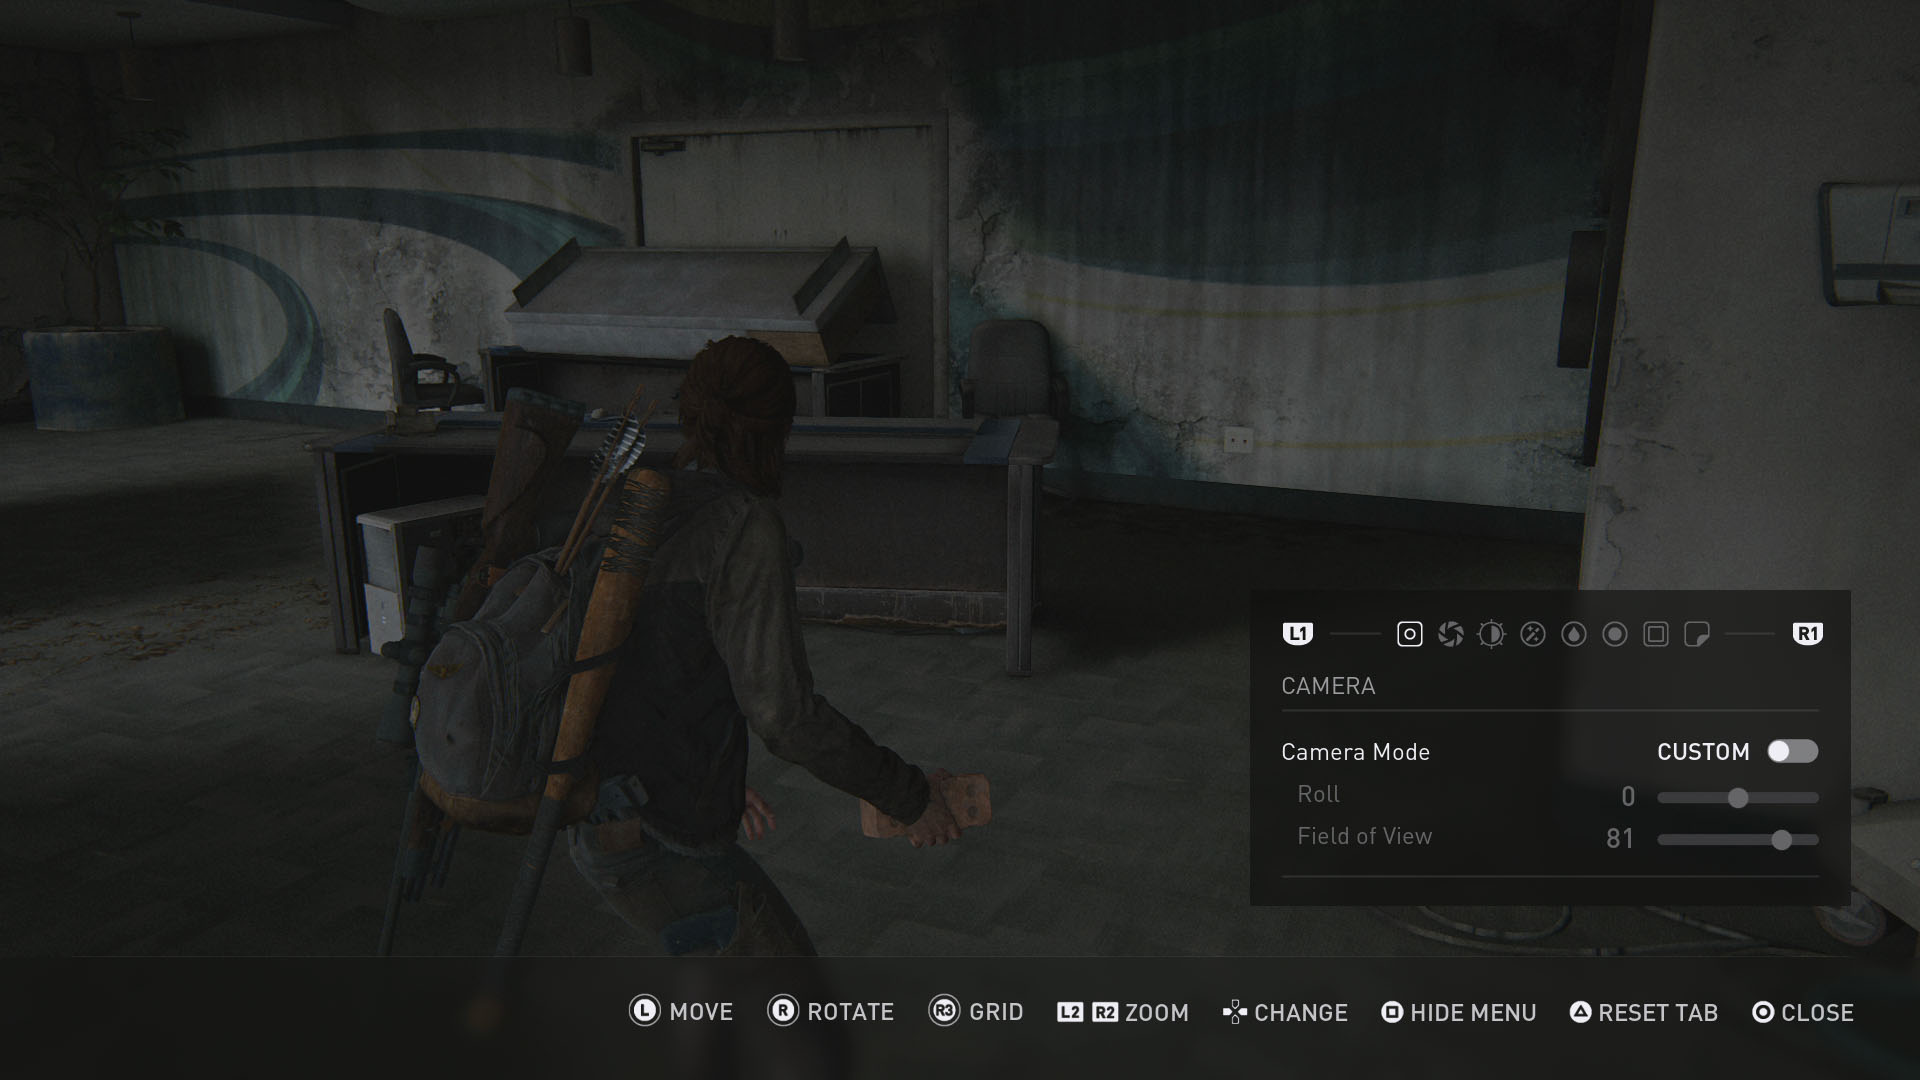 L1 R1
CAMERA
Camera Mode CUSTOM
Roll 0
Field of View 81
L MOVE R ROTATE R3 GRID L2 R2 ZOOM CHANGE HIDE MENU RESET TAB CLOSE